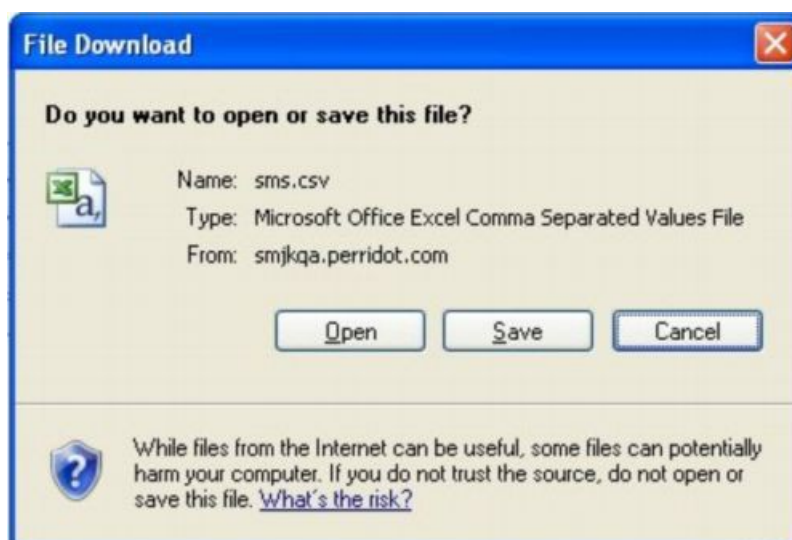 File Download
Do you want to open or save this file?
Name: sms.csv
Type: Microsoft Office Excel Comma Separated Values File
From: smjkqa.perridot.com
Open Save Cancel
While files from the Internet can be useful, some files can potentially
harm your computer. If you do not trust the source, do not open or
save this file. What's the risk?